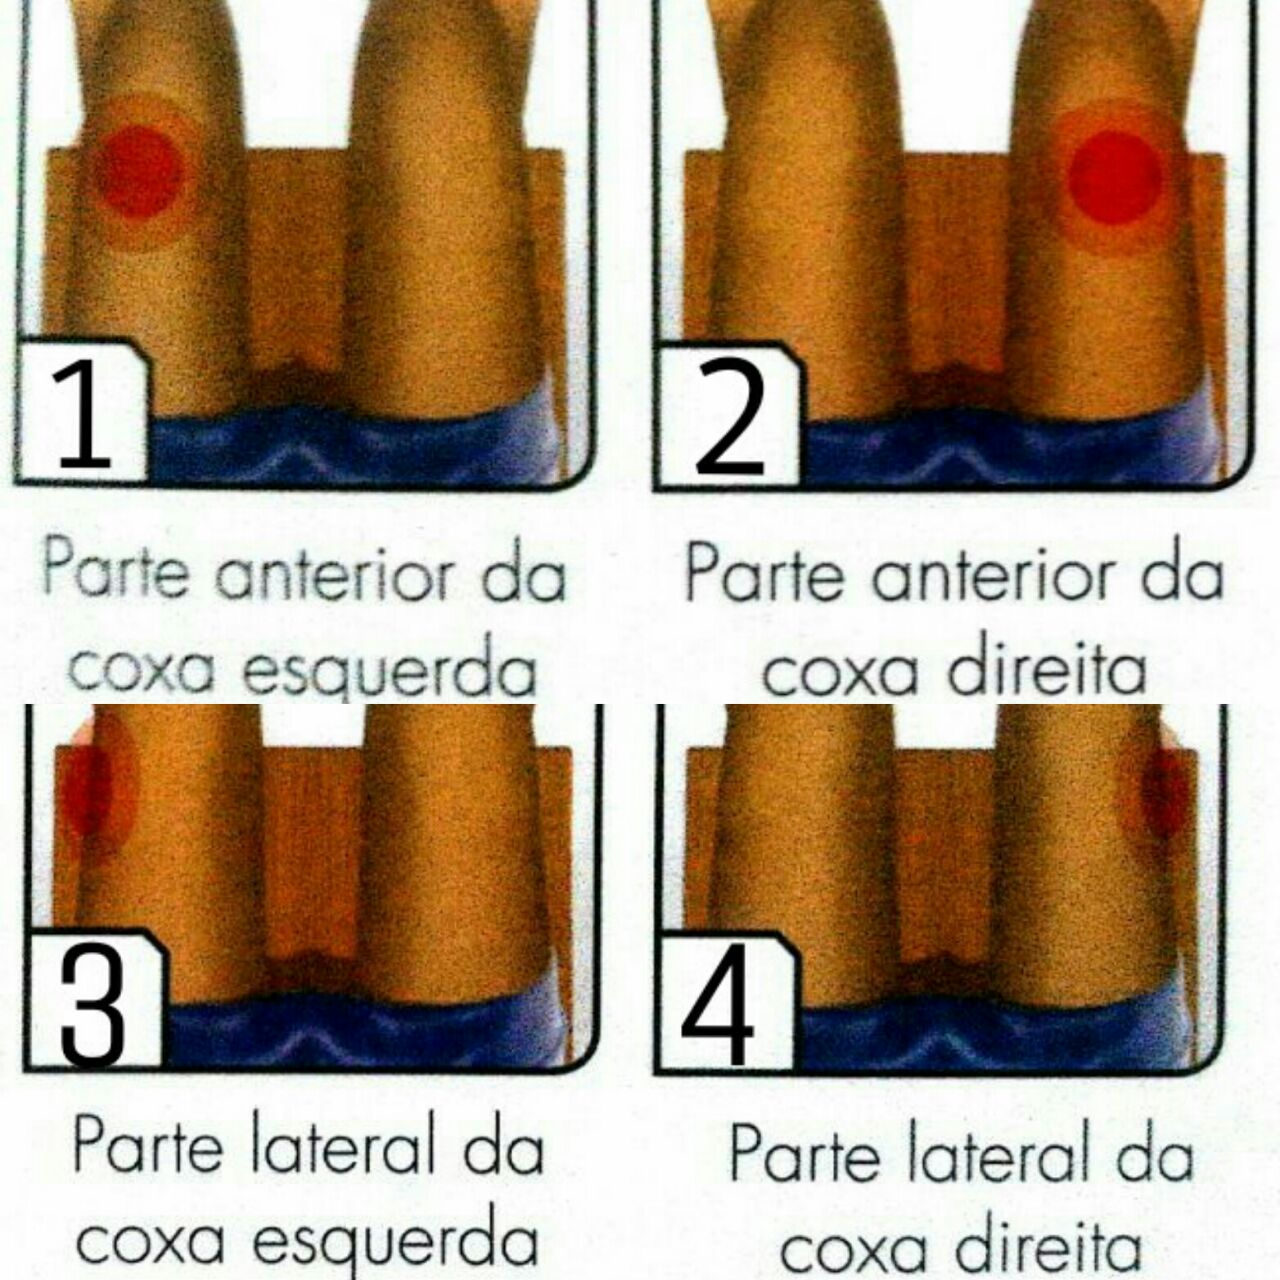 1
2
Parte anterior da
coxa esquerda
Parte anterior da
coxa direita
3
4
Parte lateral da
coxa esquerda
Parte lateral da
coxa direita